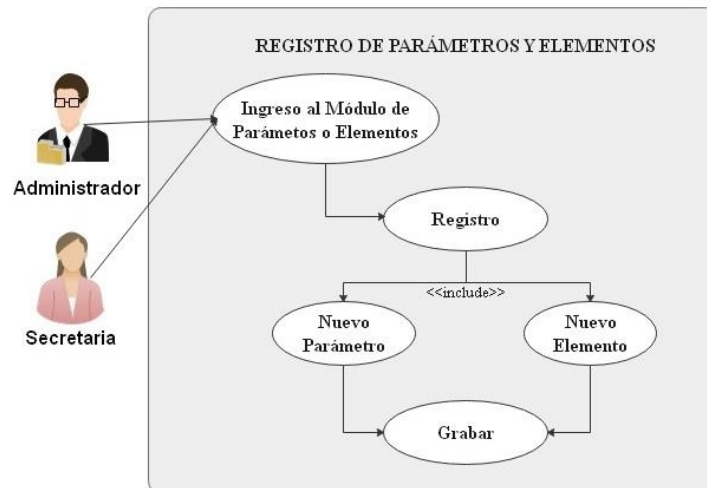 REGISTRO DE PARÁMETROS Y ELEMENTOS
Ingreso al Módulo de
Parámetos o Elementos
Administrador
Registro
<<include>>
Secretaria
Nuevo
Parámetro
Nuevo
Elemento
Grabar